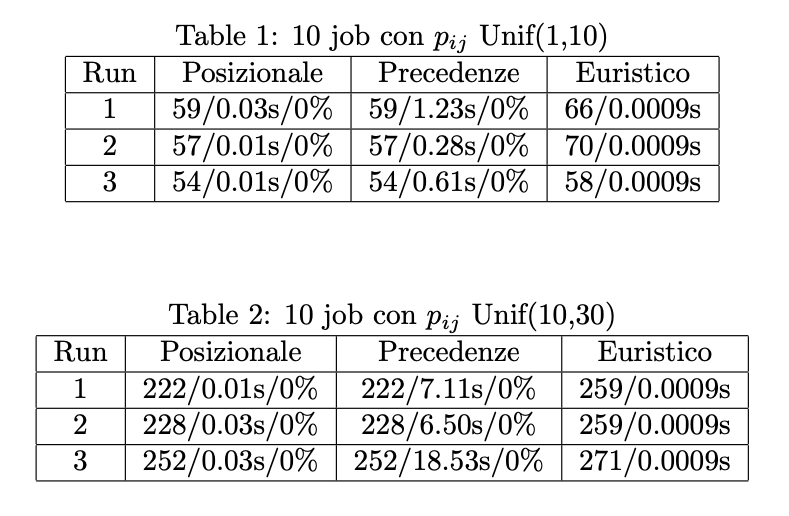 Table 1: 10 job con p_{ij} Unif(1,10)
Run Posizionale Precedenze Euristico
1 59/0.03s/0% 59/1.23s/0% 66/0.0009s
2 57/0.01s/0% 57/0.28s/0% 70/0.0009s
3 54/0.01s/0% 54/0.61s/0% 58/0.0009s
Table 2: 10 job con p_{ij} Unif(10,30)
Run Posizionale Precedenze Euristico
1 222/0.01s/0% 222/7.11s/0% 259/0.0009s
2 228/0.03s/0% 228/6.50s/0% 259/0.0009s
3 252/0.03s/0% 252/18.53s/0% 271/0.0009s